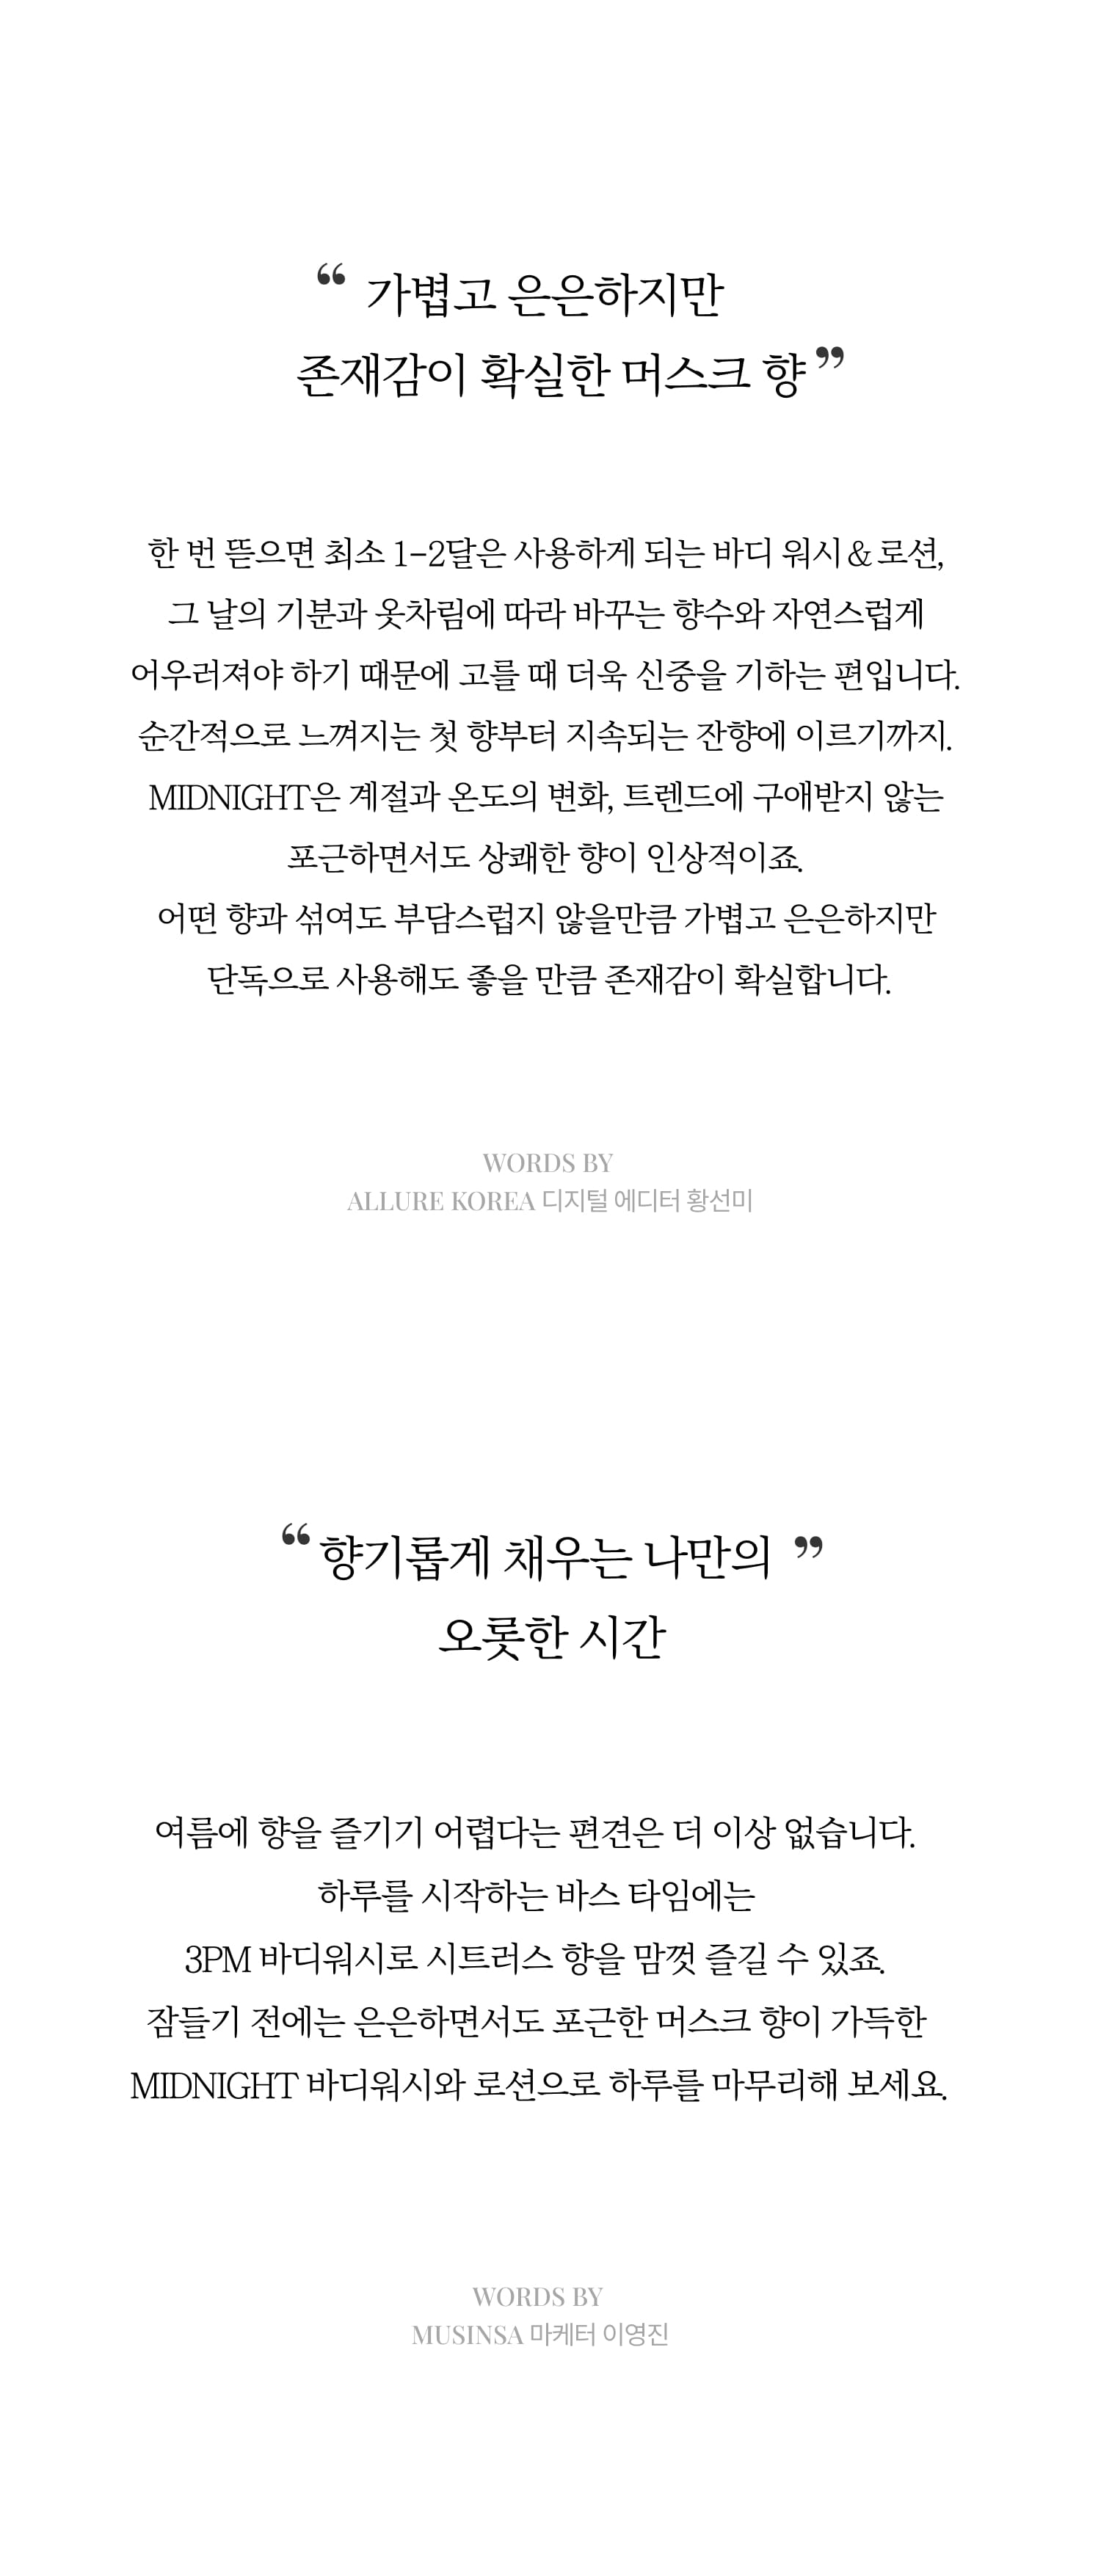 “ 가볍고 은은하지만
존재감이 확실한 머스크 향 ”
한 번 뜯으면 최소 1-2달은 사용하게 되는 바디 워시 & 로션,
그 날의 기분과 옷차림에 따라 바꾸는 향수와 자연스럽게
어우러져야 하기 때문에 고를 때 더욱 신중을 기하는 편입니다.
순간적으로 느껴지는 첫 향부터 지속되는 잔향에 이르기까지.
MIDNIGHT은 계절과 온도의 변화, 트렌드에 구애받지 않는
포근하면서도 상쾌한 향이 인상적이죠.
어떤 향과 섞여도 부담스럽지 않을만큼 가볍고 은은하지만
단독으로 사용해도 좋을 만큼 존재감이 확실합니다.
WORDS BY
ALLURE KOREA 디지털 에디터 황선미
“ 향기롭게 채우는 나만의 ”
오롯한 시간
여름에 향을 즐기기 어렵다는 편견은 더 이상 없습니다.
하루를 시작하는 바스 타임에는
3PM 바디워시로 시트러스 향을 맘껏 즐길 수 있죠.
잠들기 전에는 은은하면서도 포근한 머스크 향이 가득한
MIDNIGHT 바디워시와 로션으로 하루를 마무리해 보세요.
WORDS BY
MUSINSA 마케터 이영진